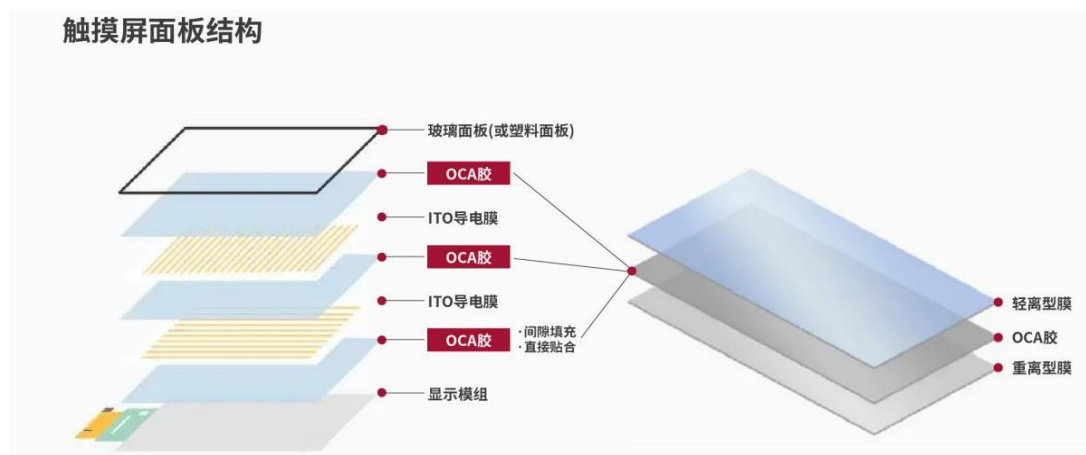 触摸屏面板结构
玻璃面板(或塑料面板)
OCA胶
ITO导电膜
OCA胶
ITO导电膜
OCA胶
·间隙填充
·直接贴合
显示模组
轻离型膜
OCA胶
重离型膜